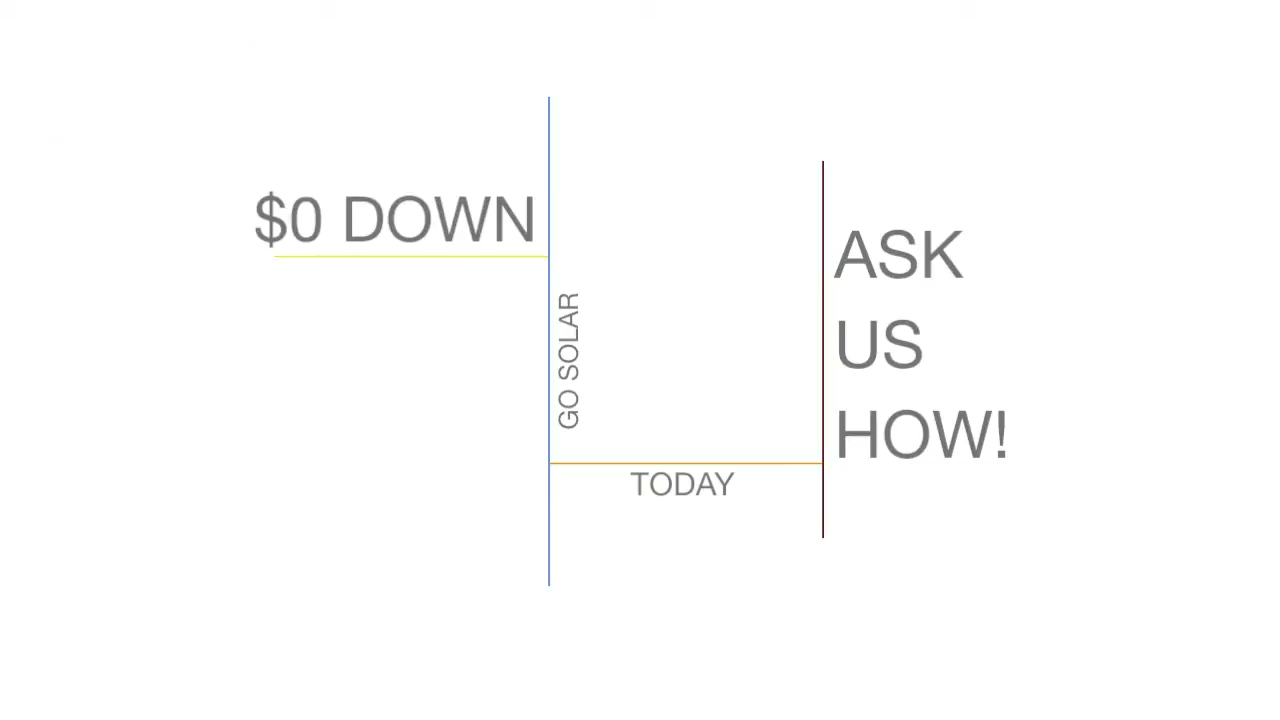 $0 DOWN
GO SOLAR
TODAY
ASK
US
HOW!